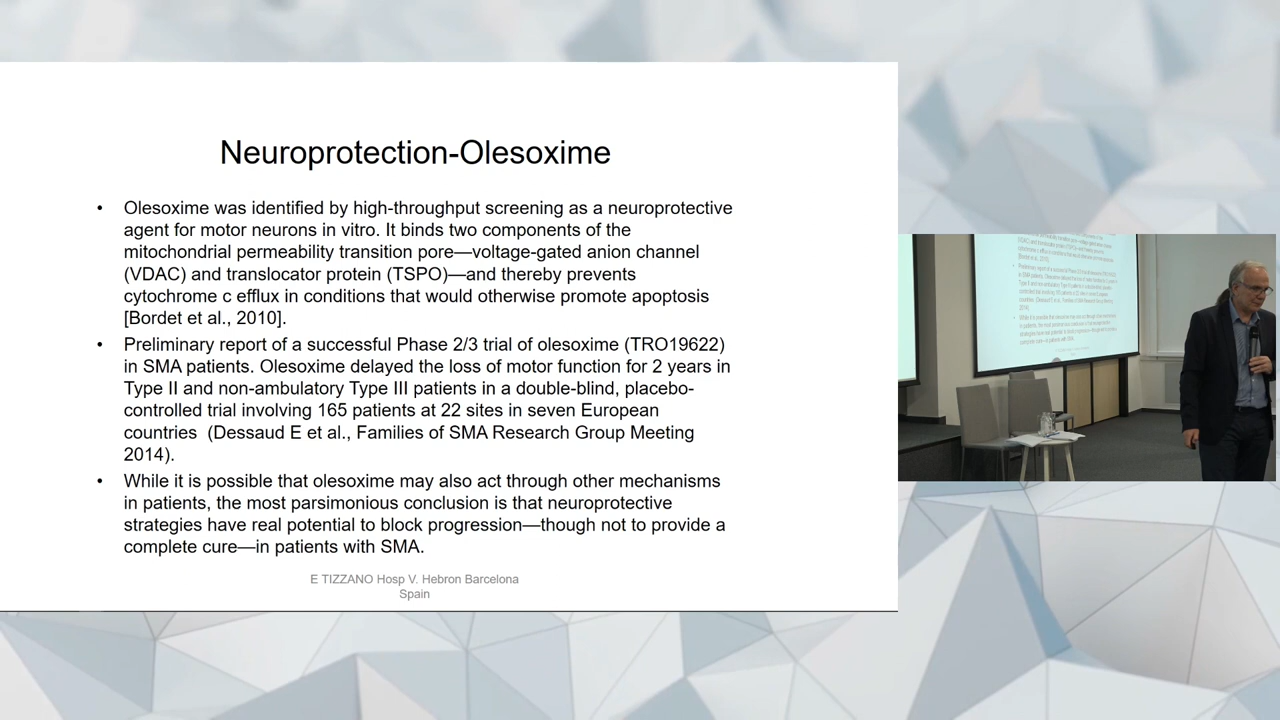 Neuroprotection-Olesoxime
• Olesoxime was identified by high-throughput screening as a neuroprotective
agent for motor neurons in vitro. It binds two components of the
mitochondrial permeability transition pore—voltage-gated anion channel
(VDAC) and translocator protein (TSPO)—and thereby prevents
cytochrome c efflux in conditions that would otherwise promote apoptosis
[Bordet et al., 2010].
• Preliminary report of a successful Phase 2/3 trial of olesoxime (TRO19622)
in SMA patients. Olesoxime delayed the loss of motor function for 2 years in
Type II and non-ambulatory Type III patients in a double-blind, placebo-
controlled trial involving 165 patients at 22 sites in seven European
countries  (Dessaud E et al., Families of SMA Research Group Meeting
2014).
• While it is possible that olesoxime may also act through other mechanisms
in patients, the most parsimonious conclusion is that neuroprotective
strategies have real potential to block progression—though not to provide a
complete cure—in patients with SMA.
E TIZZANO Hosp V. Hebron Barcelona
Spain